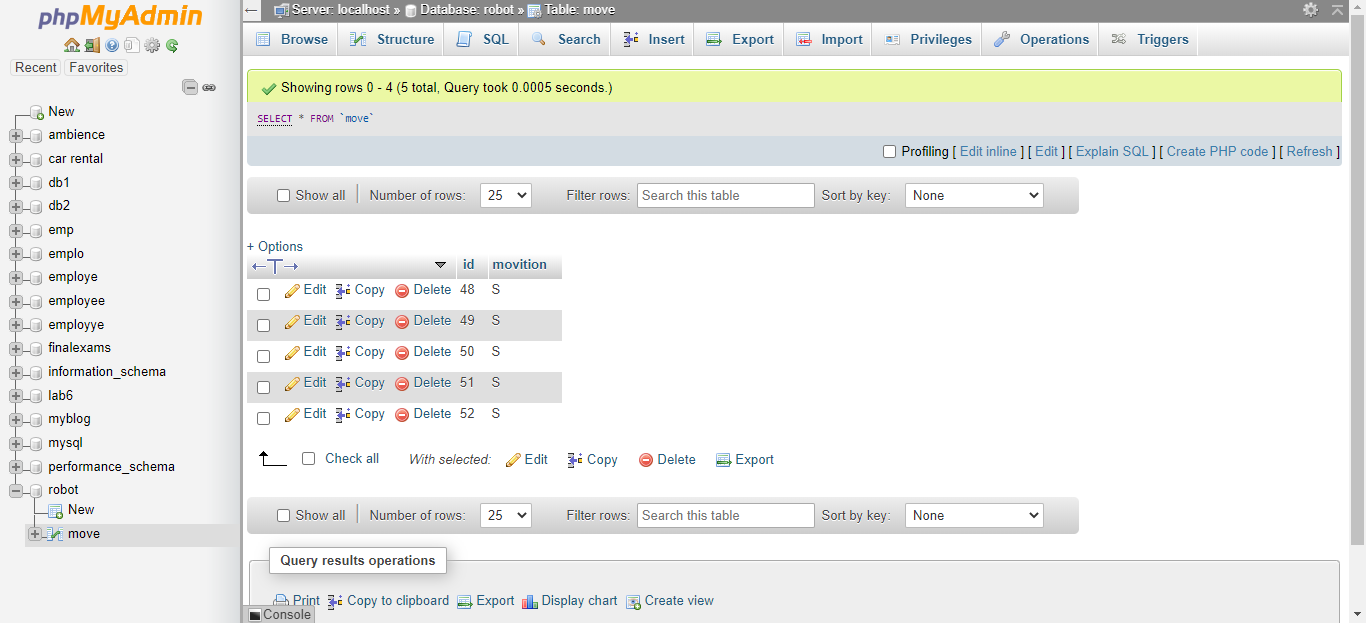 phpMyAdmin
Recent Favorites
New
ambience
car rental
db1
db2
emp
emplo
employe
employee
employye
finalexams
information_schema
lab6
myblog
mysql
performance_schema
robot
New
move
Server: localhost » Database: robot » Table: move
Browse Structure SQL Search Insert Export Import Privileges Operations Triggers
Showing rows 0 - 4 (5 total, Query took 0.0005 seconds.)
SELECT * FROM `move`
Profiling [ Edit inline ] [ Edit ] [ Explain SQL ] [ Create PHP code ] [ Refresh ]
Show all Number of rows: 25 Filter rows: Search this table Sort by key: None
+ Options
←T→ id movition
Edit Copy Delete 48 S
Edit Copy Delete 49 S
Edit Copy Delete 50 S
Edit Copy Delete 51 S
Edit Copy Delete 52 S
Check all With selected: Edit Copy Delete Export
Show all Number of rows: 25 Filter rows: Search this table Sort by key: None
Query results operations
Print Copy to clipboard Export Display chart Create view
Console